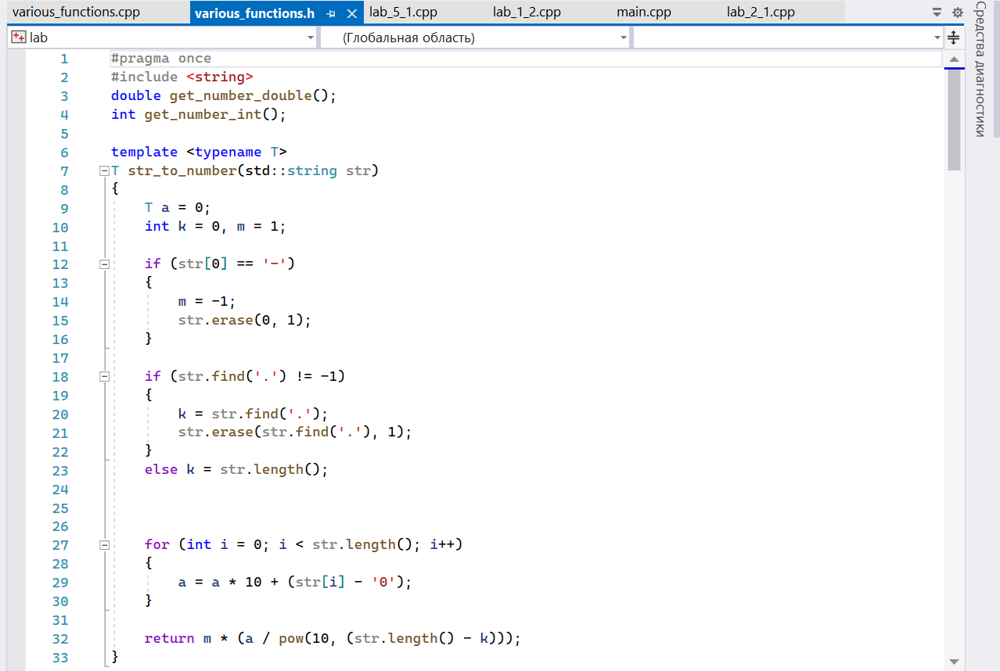 various_functions.cpp various_functions.h lab_5_1.cpp lab_1_2.cpp main.cpp lab_2_1.cpp
lab (Глобальная область)
1 #pragma once
2 #include <string>
3 double get_number_double();
4 int get_number_int();
5
6 template <typename T>
7 T str_to_number(std::string str)
8 {
9 T a = 0;
10 int k = 0, m = 1;
11
12 if (str[0] == '-')
13 {
14 m = -1;
15 str.erase(0, 1);
16 }
17
18 if (str.find('.') != -1)
19 {
20 k = str.find('.');
21 str.erase(str.find('.'), 1);
22 }
23 else k = str.length();
24
25
26
27 for (int i = 0; i < str.length(); i++)
28 {
29 a = a * 10 + (str[i] - '0');
30 }
31
32 return m * (a / pow(10, (str.length() - k)));
33 }
Средства диагностики